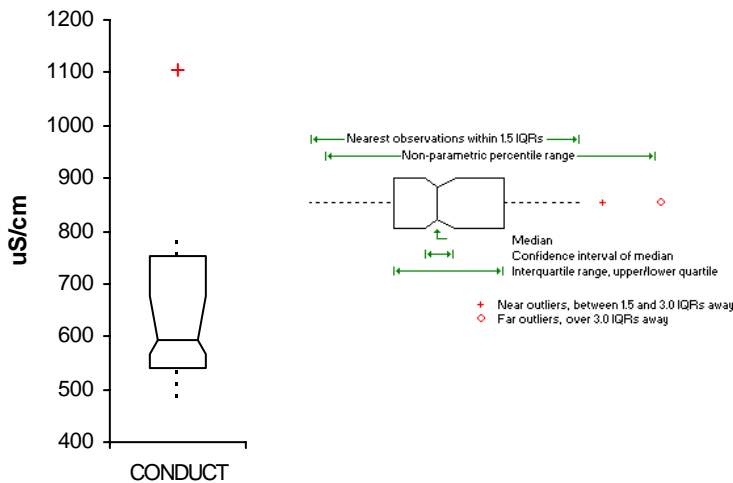 1200
1100
1000
900
800
700
600
500
400
uS/cm
CONDUCT
Nearest observations within 1.5 IQRs
Non-parametric percentile range
Median
Confidence interval of median
Interquartile range, upper/lower quartile
Near outliers, between 1.5 and 3.0 IQRs away
Far outliers, over 3.0 IQRs away